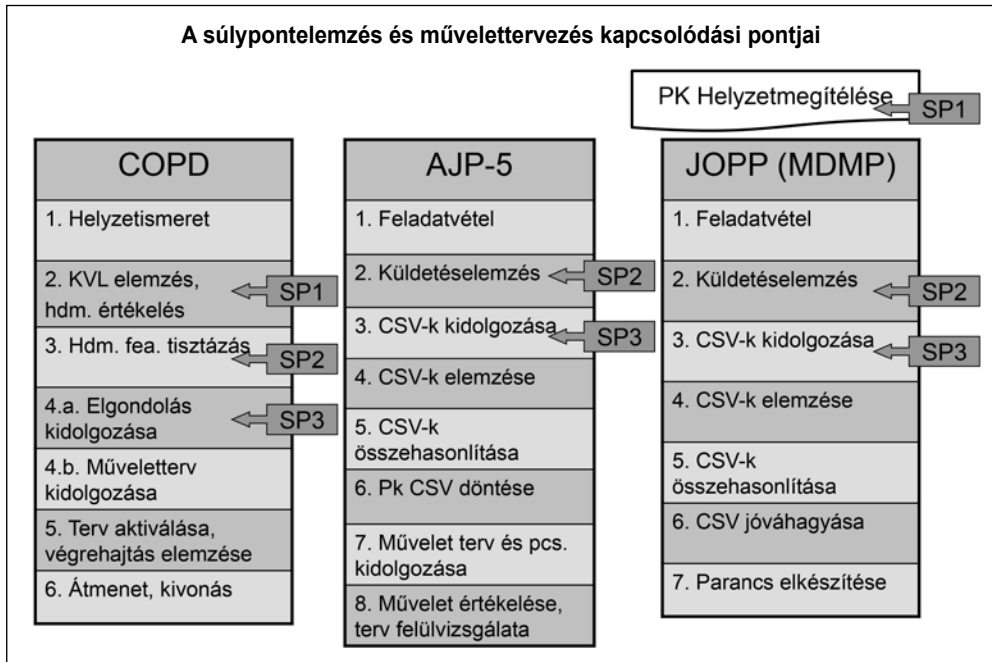 A súlypontelemzés és művelettervezés kapcsolódási pontjai
PK Helyzetmegítélése
SP1
COPD
1. Helyzetismeret
2. KVL elemzés,
hdm. értékelés
SP1
3. Hdm. fea. tisztázás
SP2
4.a. Elgondolás
kidolgozása
SP3
4.b. Műveletterv
kidolgozása
5. Terv aktiválása,
végrehajtás elemzése
6. Átmenet, kivonás
AJP-5
1. Feladatvétel
2. Küldetéselemzés
SP2
3. CSV-k kidolgozása
SP3
4. CSV-k elemzése
5. CSV-k
összehasonlítása
6. Pk CSV döntése
7. Művelet terv és pcs.
kidolgozása
8. Művelet értékelése,
terv felülvizsgálata
JOPP (MDMP)
1. Feladatvétel
2. Küldetéselemzés
SP2
3. CSV-k kidolgozása
SP3
4. CSV-k elemzése
5. CSV-k
összehasonlítása
6. CSV jóváhagyása
7. Parancs elkészítése